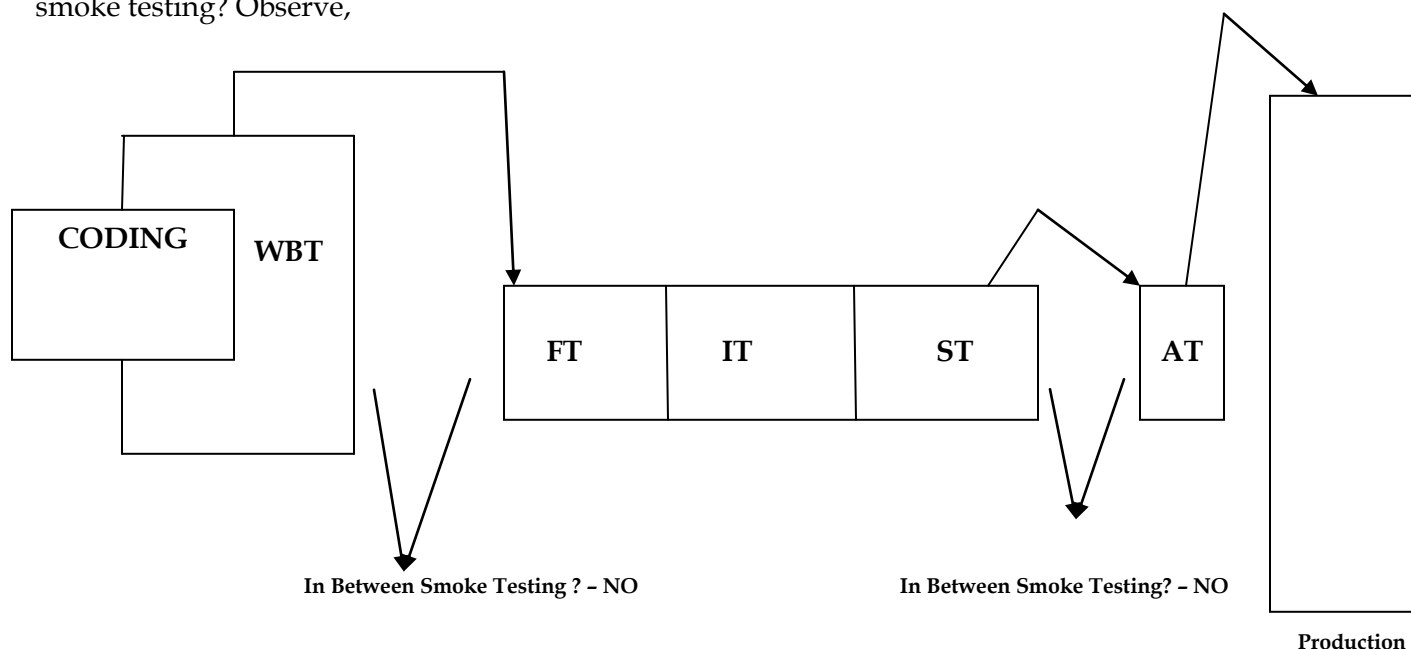 smoke testing? Observe,
CODING
WBT
FT
IT
ST
AT
In Between Smoke Testing ? – NO
In Between Smoke Testing? – NO
Production